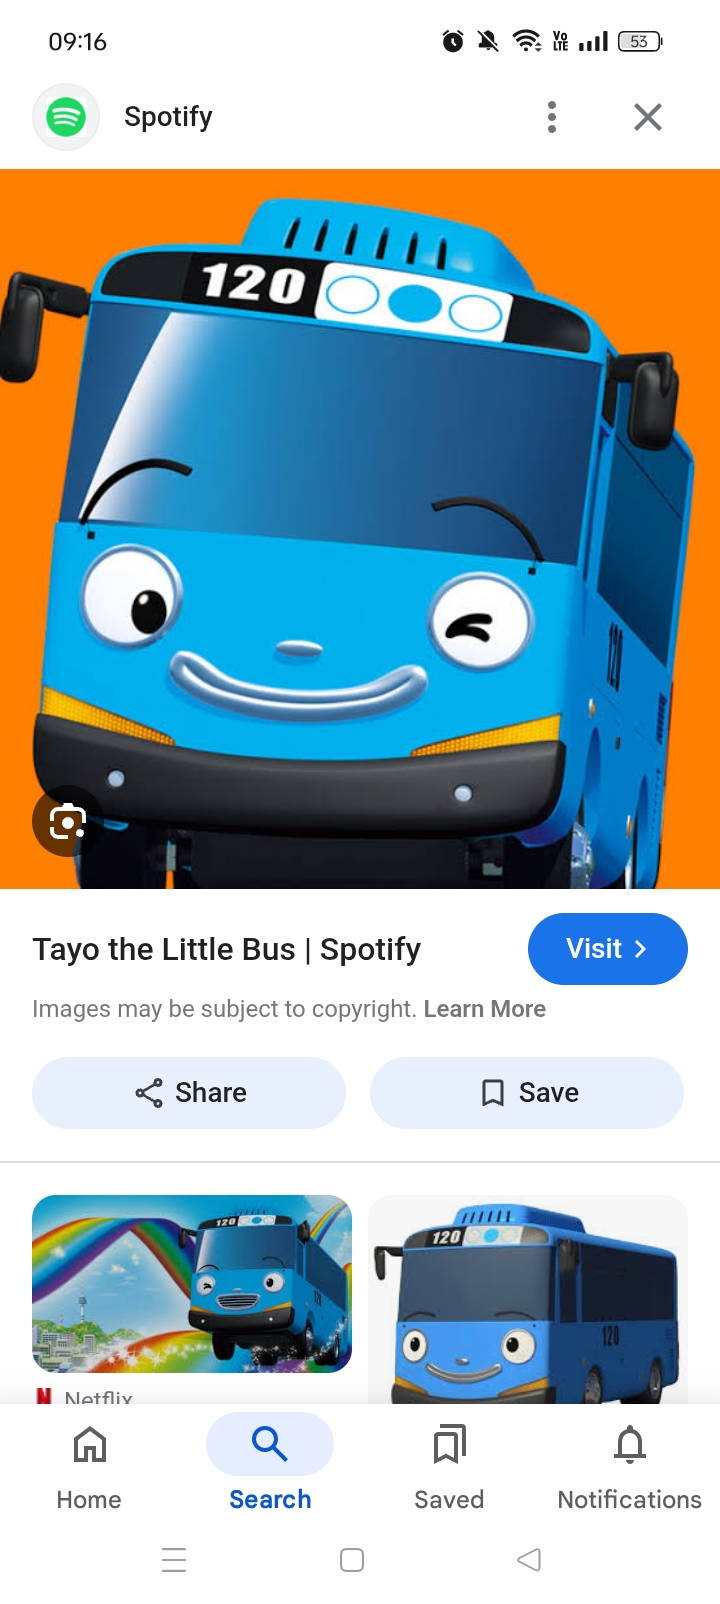 09:16
Vo LTE
53
Spotify
120
120
Tayo the Little Bus | Spotify
Visit
Images may be subject to copyright. Learn More
Share
Save
120
120
120
N Netflix
Home
Search
Saved
Notifications